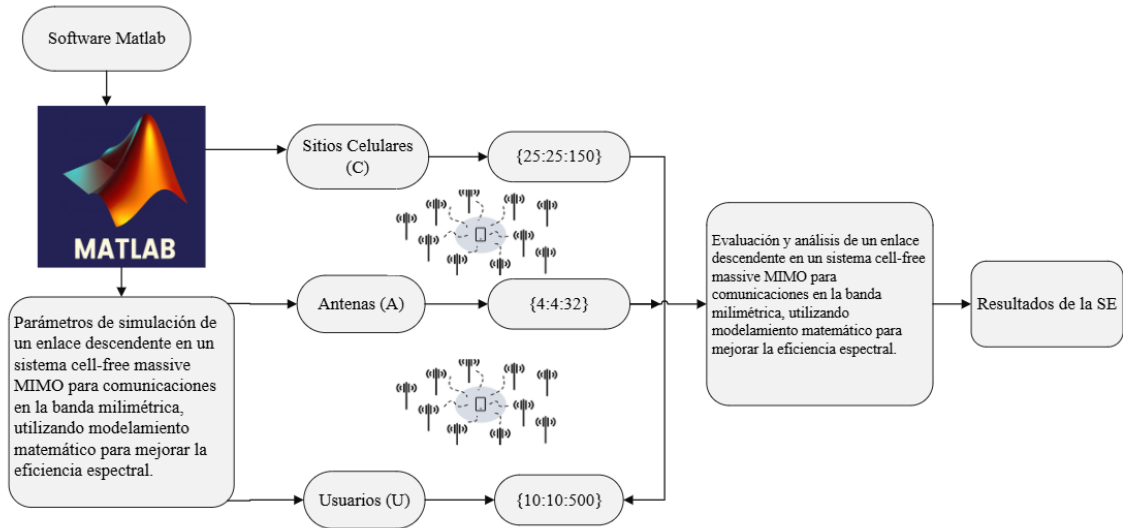 Software Matlab
MATLAB
Sitios Celulares
(C)
{25:25:150}
Parámetros de simulación de
un enlace descendente en un
sistema cell-free massive
MIMO para comunicaciones
en la banda milimétrica,
utilizando modelamiento
matemático para mejorar la
eficiencia espectral.
Antenas (A)
{4:4:32}
Usuarios (U)
{10:10:500}
Evaluación y análisis de un enlace
descendente en un sistema cell-free
massive MIMO para
comunicaciones en la banda
milimétrica, utilizando
modelamiento matemático para
mejorar la eficiencia espectral.
Resultados de la SE